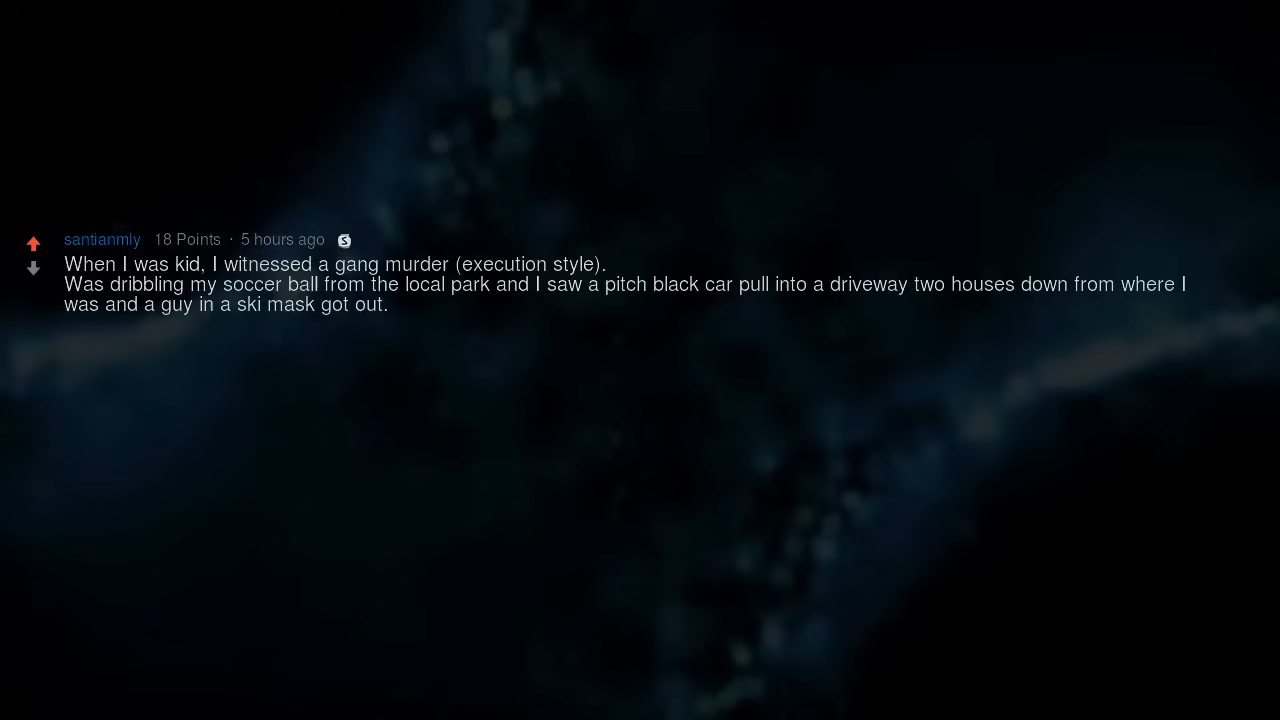 santianmly 18 Points · 5 hours ago
When I was kid, I witnessed a gang murder (execution style).
Was dribbling my soccer ball from the local park and I saw a pitch black car pull into a driveway two houses down from where I
was and a guy in a ski mask got out.